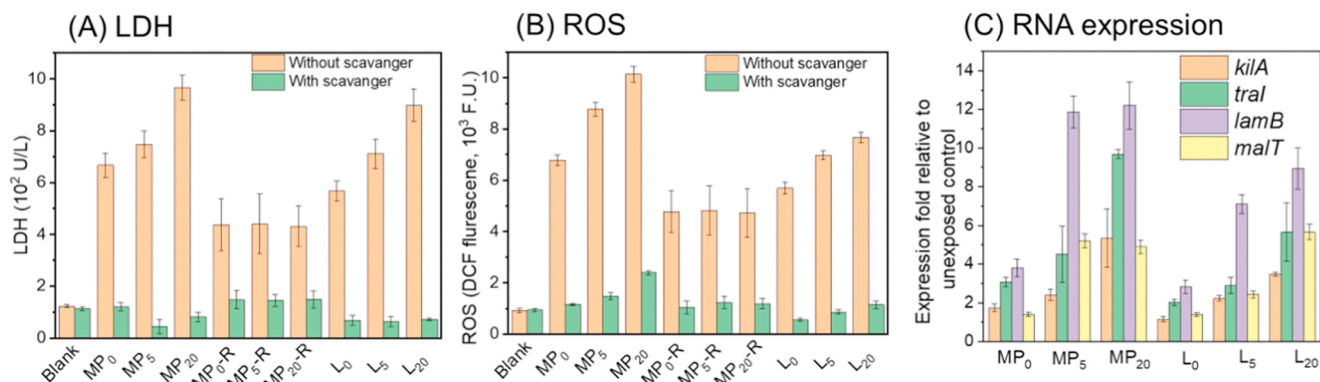 (A) LDH
LDH (10² U/L)
10
8
6
4
2
0
Without scavanger
With scavanger
Blank
MP₀
MP₅
MP₂₀
MP₀-R
MP₅-R
MP₂₀-R
L₀
L₅
L₂₀
(B) ROS
ROS (DCF flurescene, 10³ F.U.)
10
8
6
4
2
0
Without scavanger
With scavanger
Blank
MP₀
MP₅
MP₂₀
MP₀-R
MP₅-R
MP₂₀-R
L₀
L₅
L₂₀
(C) RNA expression
Expression fold relative to
unexposed control
14
12
10
8
6
4
2
0
kilA
traI
lamB
malT
MP₀
MP₅
MP₂₀
L₀
L₅
L₂₀